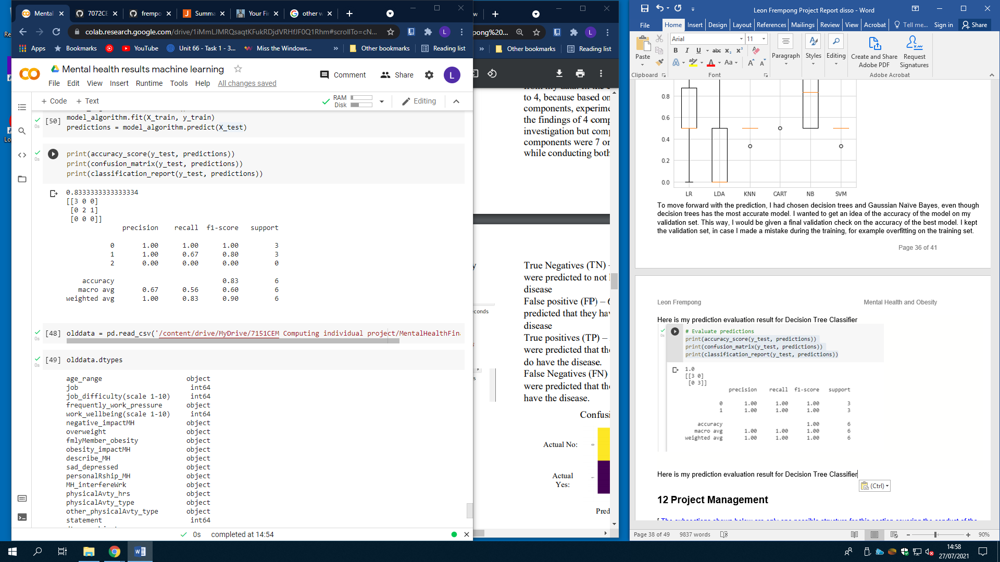 Mental
7072CE
frempo
Summa
Your Fir
other w
colab.research.google.com/drive/1iMmLJMRQsaqtKFukRDjdVRHfJF0Q1Rhm#scrollTo=cN...
Apps
Bookmarks
YouTube
Unit 66 - Task 1 - 3...
Miss the Windows...
»
Other bookmarks
Reading list
Mental health results machine learning
Comment
Share
L
File Edit View Insert Runtime Tools Help All changes saved
+ Code + Text
RAM
Disk
Editing
[50]
model_algorithm.fit(X_train, y_train)
predictions = model_algorithm.predict(X_test)
print(accuracy_score(y_test, predictions))
print(confusion_matrix(y_test, predictions))
print(classification_report(y_test, predictions))
0.8333333333333334
[[3 0 0]
[0 2 1]
[0 0 0]]
precision recall f1-score support
0 1.00 1.00 1.00 3
1 1.00 0.67 0.80 3
2 0.00 0.00 0.00 0
accuracy 0.83 6
macro avg 0.67 0.56 0.60 6
weighted avg 1.00 0.83 0.90 6
[48] olddata = pd.read_csv('/content/drive/MyDrive/7151CEM Computing individual project/MentalHealthFina
[49] olddata.dtypes
age_range object
job int64
job_difficulty(scale 1-10) int64
frequently_work_pressure object
work_wellbeing(scale 1-10) int64
negative_impactMH object
overweight object
fmlyMember_obesity object
obesity_impactMH object
describe_MH object
sad_depressed object
personalRship_MH object
MH_interfereWrk object
physicalAvty_hrs object
physicalAvty_type object
other_physicalAvty_type object
statement int64
0s completed at 14:54
pong%20...
»
Other bookmarks
Reading list
to 4, because based on
components, experime
the findings of 4 comp
investigation but comp
components were 7 or
while conducting both
True Negatives (TN) -
were predicted to not
disease
False positive (FP) – 6
predicted that they hav
disease
True positives (TP) –
were predicted that the
do have the disease.
False Negatives (FN)
were predicted that the
have the disease.
Confusi
Actual No:
Actual
Yes:
Pred
y
econds
s
Leon Frempong Project Report disso - Word
File Home Insert Design Layout References Mailings Review View Acrobat Tell me... Sign in Share
Arial 11
Paste
B I U abc x₂ x²
Aa
Paragraph
Styles
Editing
Create and Share
Adobe PDF
Request
Signatures
Clipboard
Font
Adobe Acrobat
0.8
0.6
0.4
0.2
0.0
LR LDA KNN CART NB SVM
To move forward with the prediction, I had chosen decision trees and Gaussian Naïve Bayes, even though
decision trees has the most accurate model. I wanted to get an idea of the accuracy of the model on my
validation set. This way, I would be given a final validation check on the accuracy of the best model. I kept
the validation set, in case I made a mistake during the training, for example overfitting on the training set.
Page 36 of 41
Leon Frempong Mental Health and Obesity
Here is my prediction evaluation result for Decision Tree Classifier
# Evaluate predictions
print(accuracy_score(y_test, predictions))
print(confusion_matrix(y_test, predictions))
print(classification_report(y_test, predictions))
1.0
[[3 0]
[0 3]]
precision recall f1-score support
0 1.00 1.00 1.00 3
1 1.00 1.00 1.00 3
accuracy 1.00 6
macro avg 1.00 1.00 1.00 6
weighted avg 1.00 1.00 1.00 6
Here is my prediction evaluation result for Decision Tree Classifier
(Ctrl)
12 Project Management
Page 38 of 49 9837 words
90%
14:58
27/07/2021